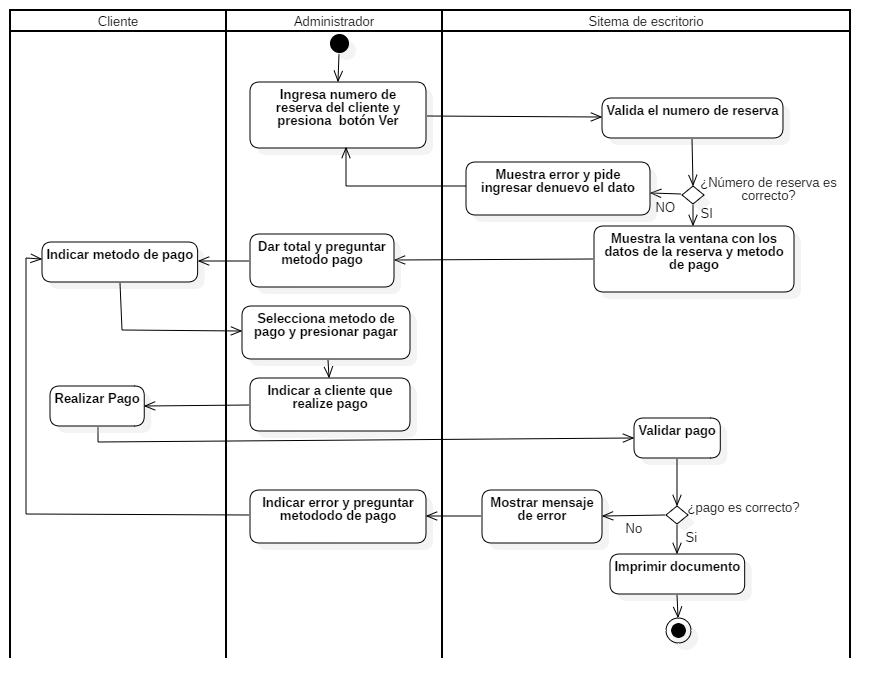 Cliente
Administrador
Sitema de escritorio
Ingresa numero de
reserva del cliente y
presiona botón Ver
Valida el numero de reserva
¿Número de reserva es
correcto?
Muestra error y pide
ingresar denuevo el dato
NO
SI
Muestra la ventana con los
datos de la reserva y metodo
de pago
Dar total y preguntar
metodo pago
Indicar metodo de pago
Selecciona metodo de
pago y presionar pagar
Indicar a cliente que
realize pago
Realizar Pago
Validar pago
¿pago es correcto?
Mostrar mensaje
de error
No
Si
Indicar error y preguntar
metododo de pago
Imprimir documento